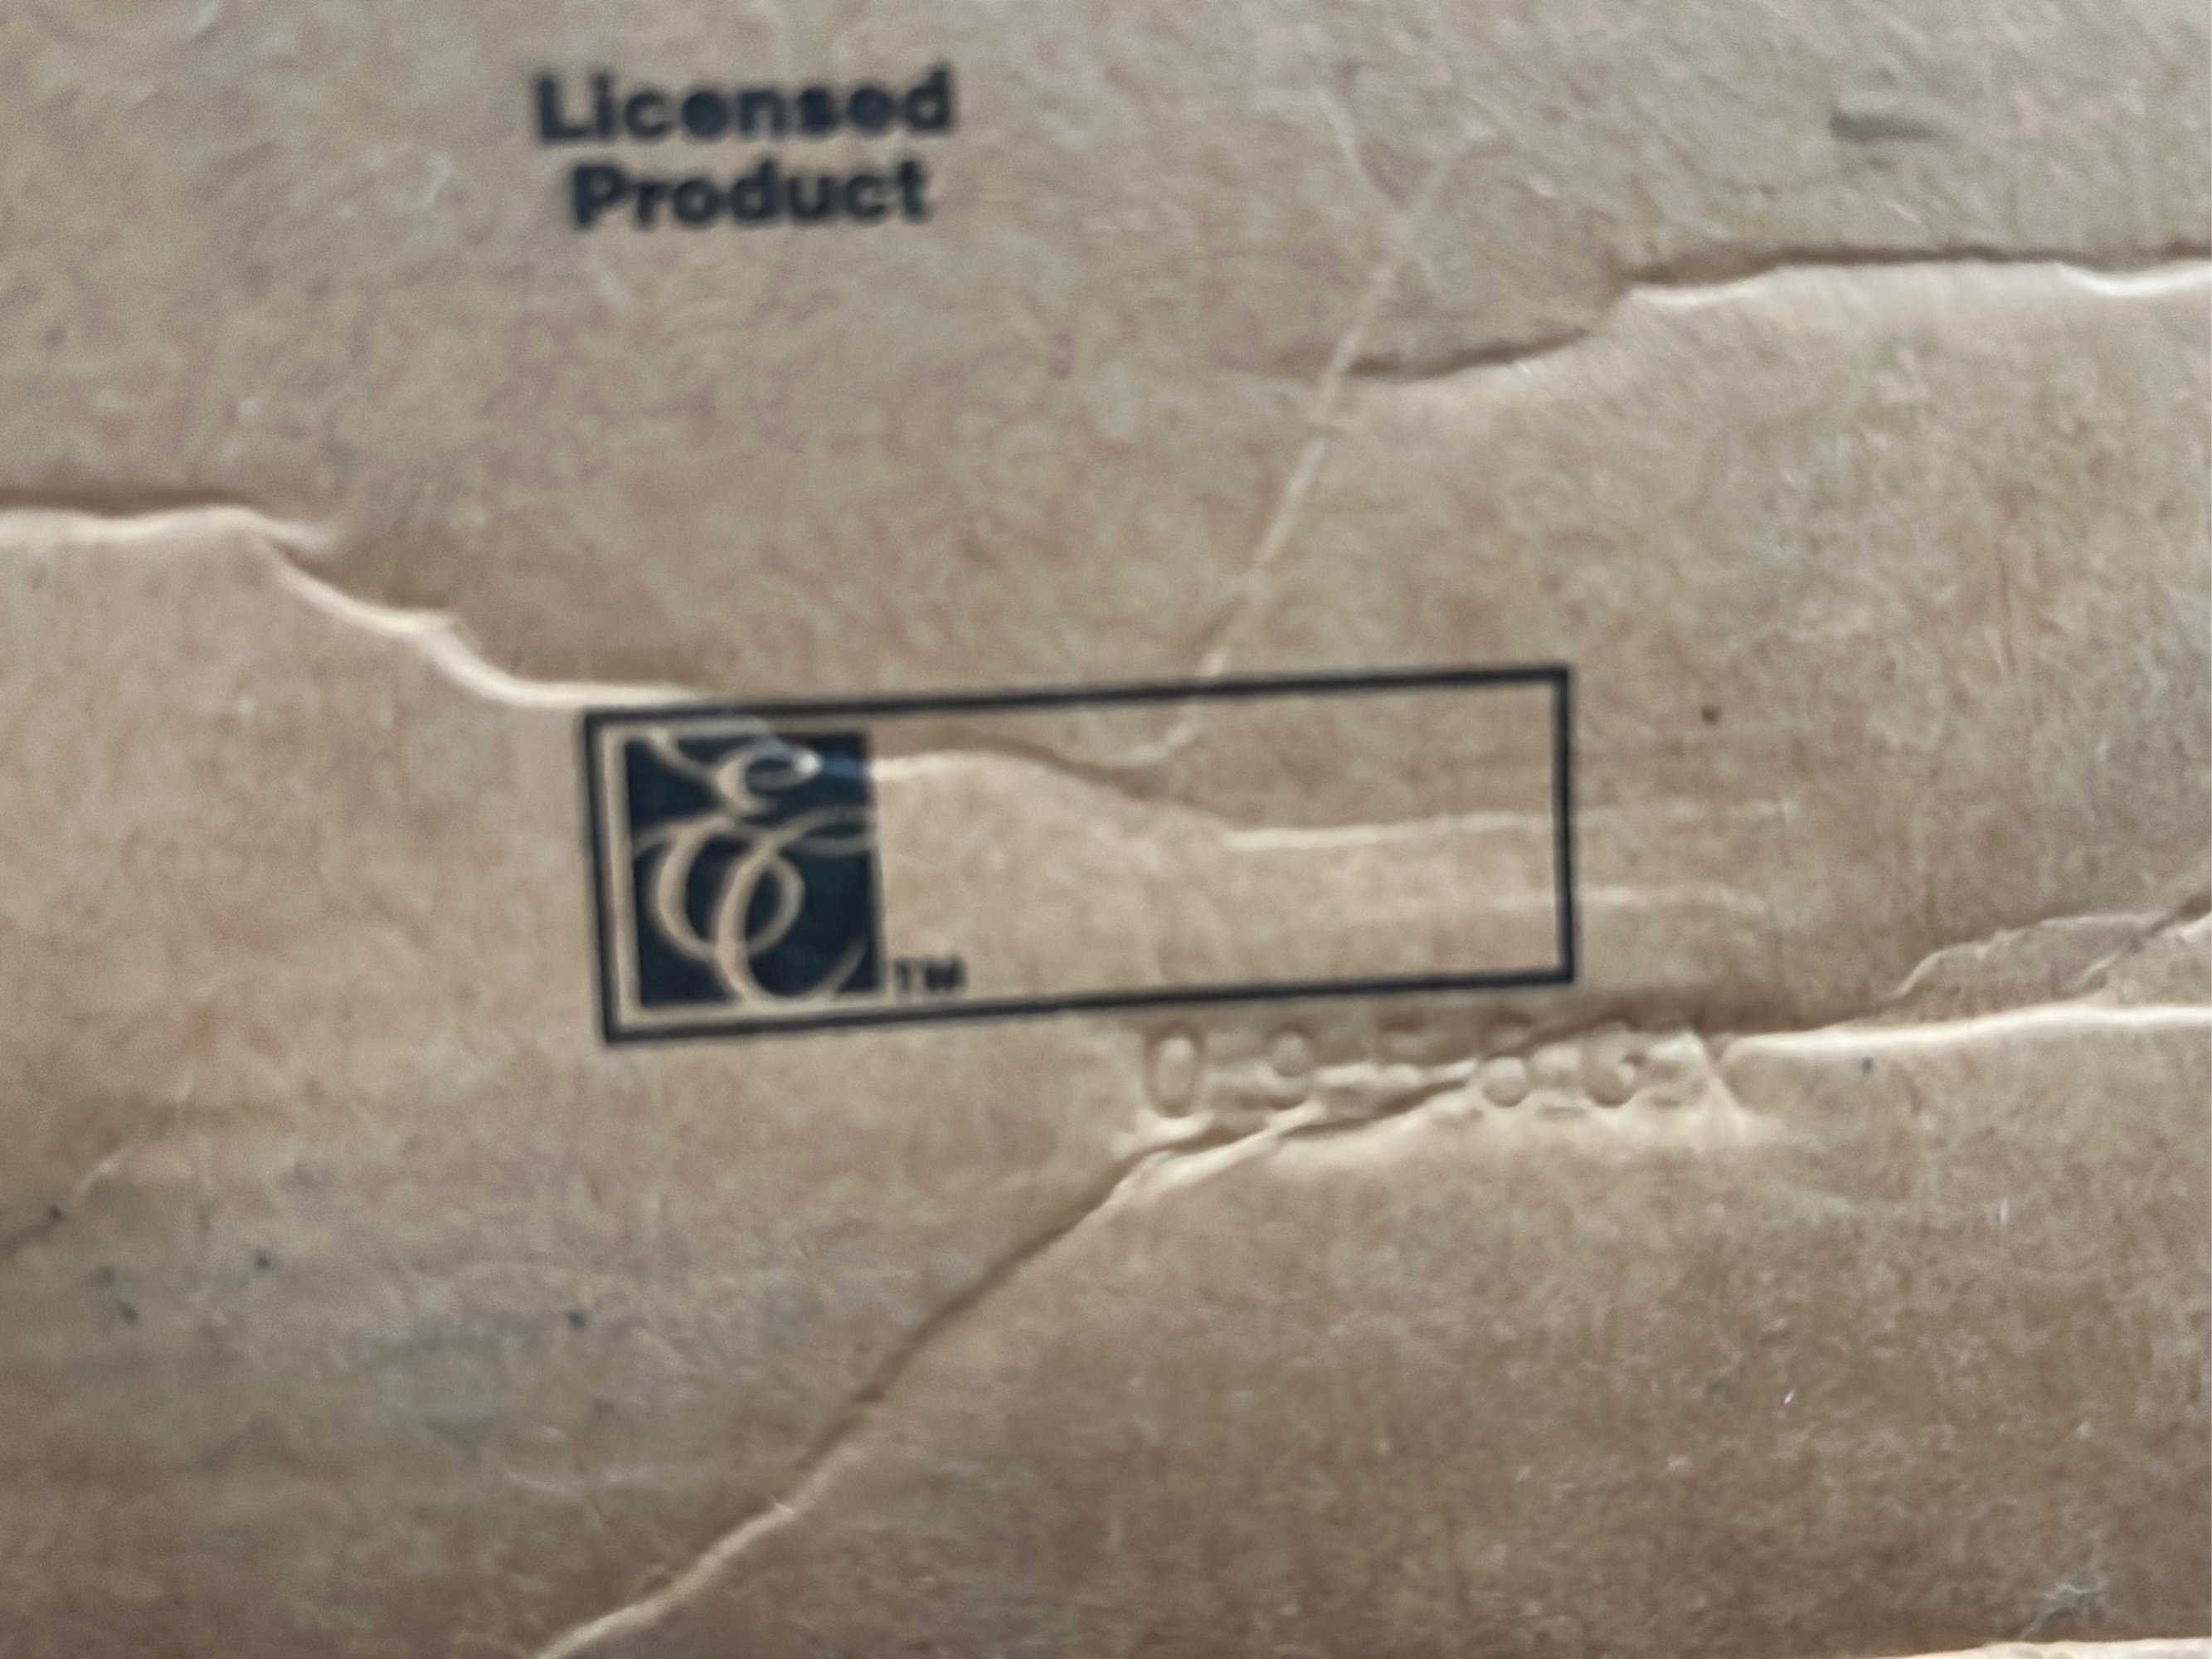 Licensed
Product
E
TM